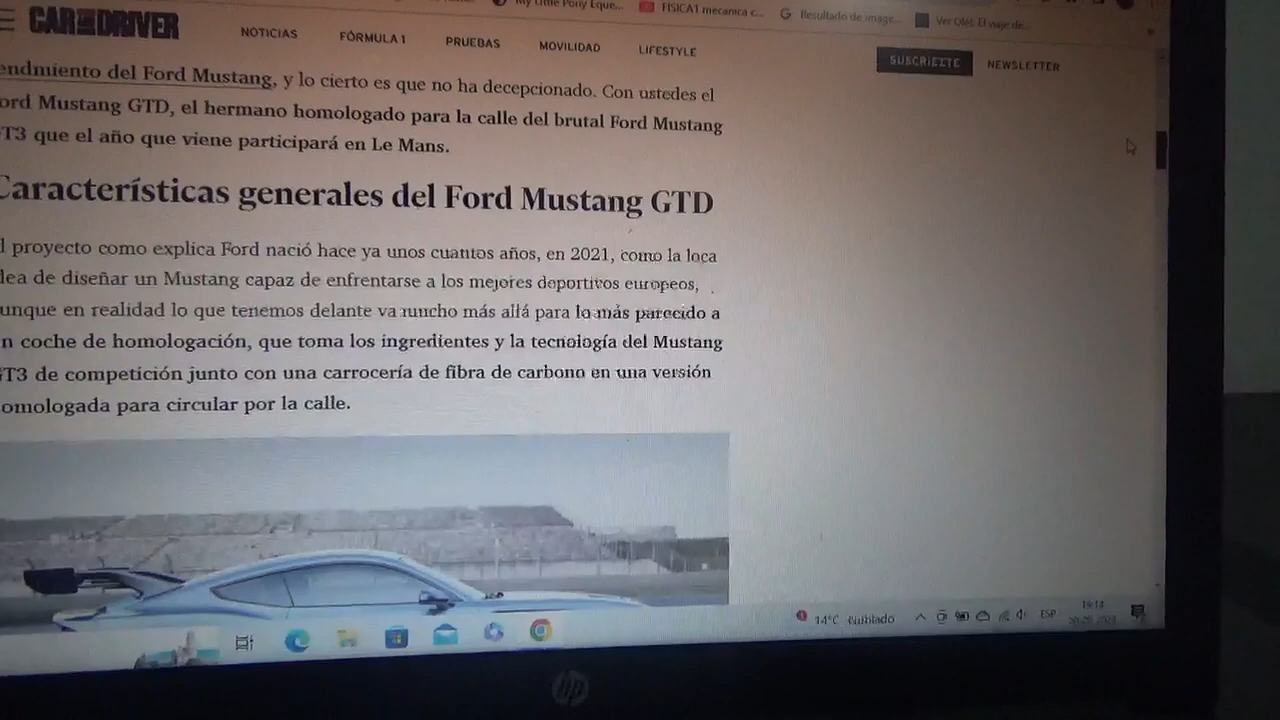 My Little Pony Eque...
FISICA1 mecanica c...
Resultado de image...
Ver Olés: El viaje de...
CAR AND DRIVER
NOTICIAS
FÓRMULA 1
PRUEBAS
MOVILIDAD
LIFESTYLE
SUSCRÍBETE
NEWSLETTER
endmiento del Ford Mustang, y lo cierto es que no ha decepcionado. Con ustedes el
ord Mustang GTD, el hermano homologado para la calle del brutal Ford Mustang
T3 que el año que viene participará en Le Mans.
Características generales del Ford Mustang GTD
l proyecto como explica Ford nació hace ya unos cuantos años, en 2021, como la loca
dea de diseñar un Mustang capaz de enfrentarse a los mejores deportivos europeos,
unque en realidad lo que tenemos delante va mucho más allá para lo más parecido a
n coche de homologación, que toma los ingredientes y la tecnología del Mustang
GT3 de competición junto con una carrocería de fibra de carbono en una versión
omologada para circular por la calle.
14°C Nublado
ESP
19:14
hp